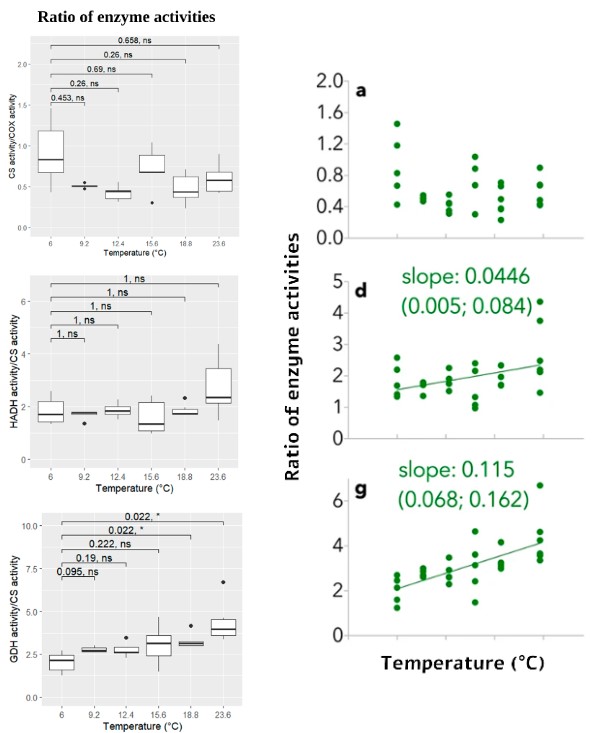 Ratio of enzyme activities
0.658, ns
0.26, ns
0.69, ns
0.26, ns
0.453, ns
CS activity/COX activity
2.0
1.5
1.0
0.5
0.0
6 9.2 12.4 15.6 18.8 23.6
Temperature (°C)
1, ns
1, ns
1, ns
1, ns
1, ns
HADH activity/CS activity
6
4
2
0
6 9.2 12.4 15.6 18.8 23.6
Temperature (°C)
0.022, *
0.022, *
0.222, ns
0.19, ns
0.095, ns
GDH activity/CS activity
10.0
7.5
5.0
2.5
0.0
6 9.2 12.4 15.6 18.8 23.6
Temperature (°C)
Ratio of enzyme activities
a
2.0
1.6
1.2
0.8
0.4
0.0
d
slope: 0.0446
(0.005; 0.084)
5
4
3
2
1
0
g
slope: 0.115
(0.068; 0.162)
6
4
2
0
Temperature (°C)